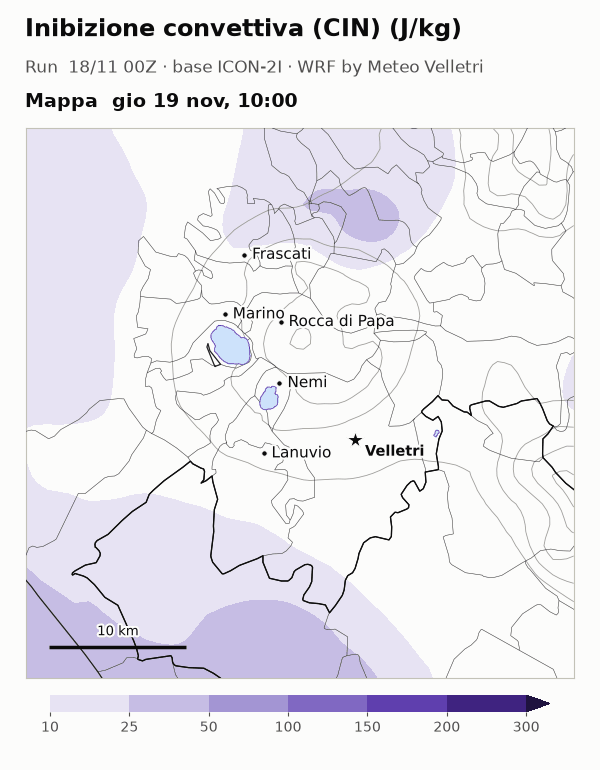 Inibizione convettiva (CIN) (J/kg)
Run  18/11 00Z · base ICON-2I · WRF by Meteo Velletri
Mappa  gio 19 nov, 10:00
Frascati
Marino
Rocca di Papa
Nemi
Velletri
Lanuvio
10 km
10 25 50 100 150 200 300